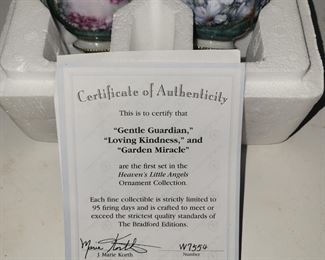 Certificate of Authenticity
This is to certify that
"Gentle Guardian,"
"Loving Kindness," and
"Garden Miracle"
are the first set in the
Heaven's Little Angels
Ornament Collection.
Each fine collectible is strictly limited to
95 firing days and is crafted to meet or
exceed the strictest quality standards of
The Bradford Editions.
J. Marie Korth
W7554
Number